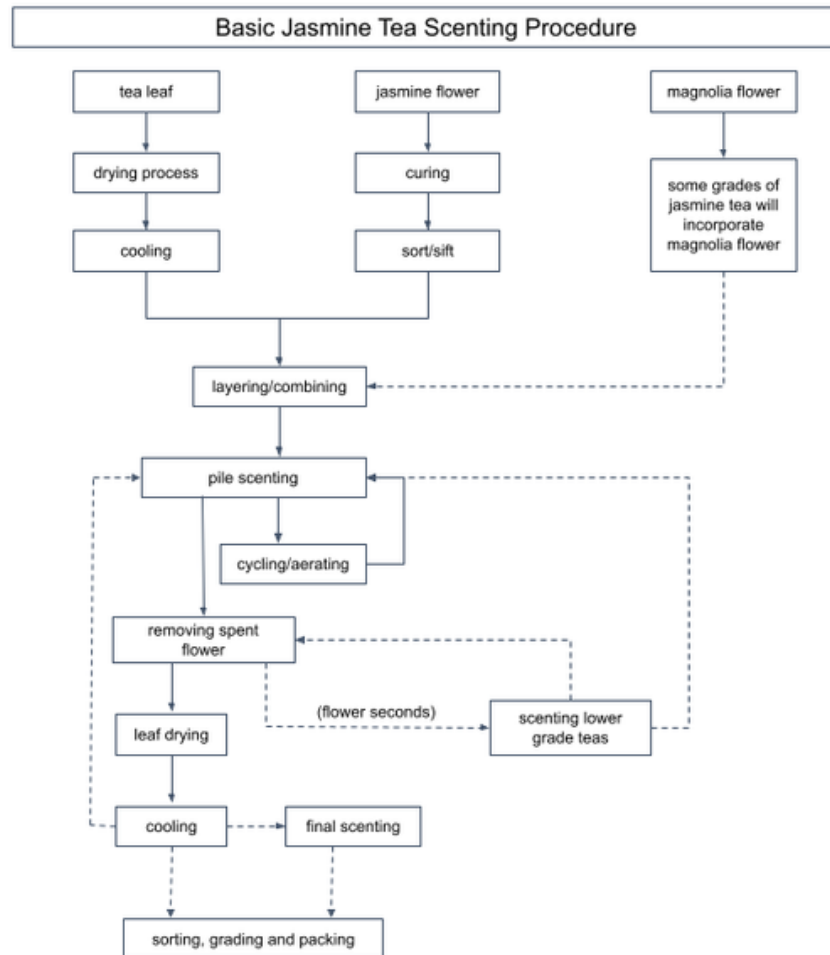 Basic Jasmine Tea Scenting Procedure
tea leaf
jasmine flower
magnolia flower
drying process
curing
some grades of
jasmine tea will
incorporate
magnolia flower
cooling
sort/sift
layering/combining
pile scenting
cycling/aerating
removing spent
flower
(flower seconds)
scenting lower
grade teas
leaf drying
cooling
final scenting
sorting, grading and packing